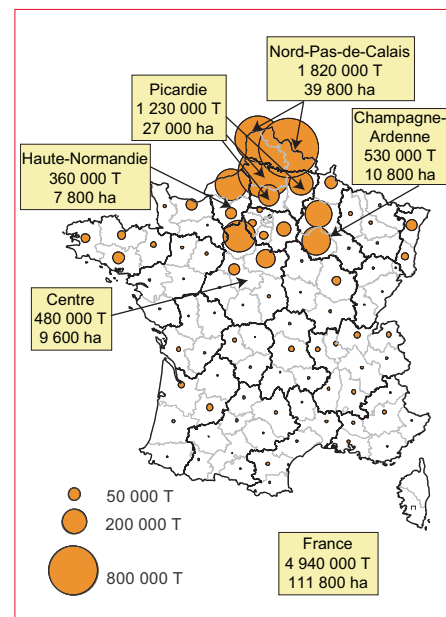 Nord-Pas-de-Calais
1 820 000 T
39 800 ha
Picardie
1 230 000 T
27 000 ha
Champagne-
Ardenne
530 000 T
10 800 ha
Haute-Normandie
360 000 T
7 800 ha
Centre
480 000 T
9 600 ha
50 000 T
200 000 T
800 000 T
France
4 940 000 T
111 800 ha